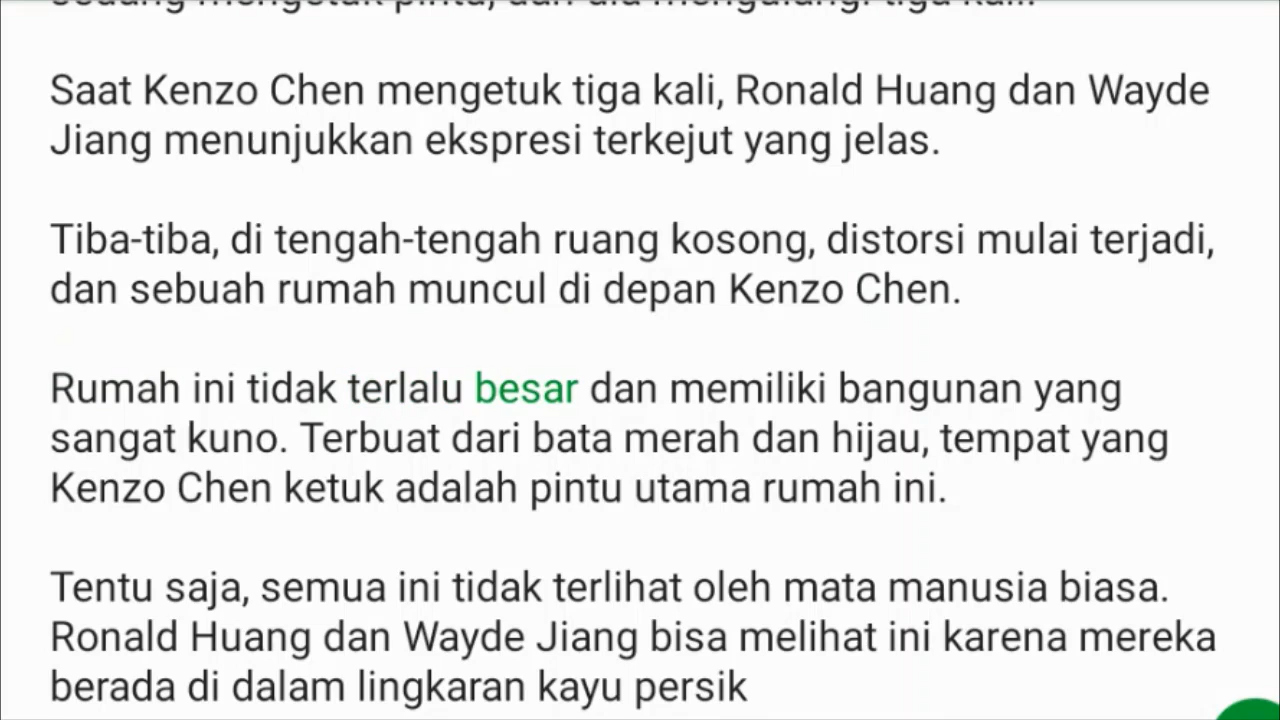 Saat Kenzo Chen mengetuk tiga kali, Ronald Huang dan Wayde
Jiang menunjukkan ekspresi terkejut yang jelas.
Tiba-tiba, di tengah-tengah ruang kosong, distorsi mulai terjadi,
dan sebuah rumah muncul di depan Kenzo Chen.
Rumah ini tidak terlalu besar dan memiliki bangunan yang
sangat kuno. Terbuat dari bata merah dan hijau, tempat yang
Kenzo Chen ketuk adalah pintu utama rumah ini.
Tentu saja, semua ini tidak terlihat oleh mata manusia biasa.
Ronald Huang dan Wayde Jiang bisa melihat ini karena mereka
berada di dalam lingkaran kayu persik